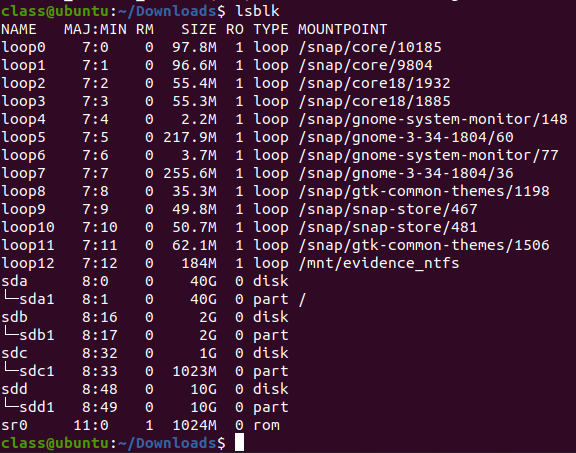 class@ubuntu:~/Downloads$ lsblk
NAME   MAJ:MIN RM   SIZE RO TYPE MOUNTPOINT
loop0    7:0    0  97.8M  1 loop /snap/core/10185
loop1    7:1    0  96.6M  1 loop /snap/core/9804
loop2    7:2    0  55.4M  1 loop /snap/core18/1932
loop3    7:3    0  55.3M  1 loop /snap/core18/1885
loop4    7:4    0   2.2M  1 loop /snap/gnome-system-monitor/148
loop5    7:5    0 217.9M  1 loop /snap/gnome-3-34-1804/60
loop6    7:6    0   3.7M  1 loop /snap/gnome-system-monitor/77
loop7    7:7    0 255.6M  1 loop /snap/gnome-3-34-1804/36
loop8    7:8    0  35.3M  1 loop /snap/gtk-common-themes/1198
loop9    7:9    0  49.8M  1 loop /snap/snap-store/467
loop10   7:10   0  50.7M  1 loop /snap/snap-store/481
loop11   7:11   0  62.1M  1 loop /snap/gtk-common-themes/1506
loop12   7:12   0   184M  1 loop /mnt/evidence_ntfs
sda      8:0    0    40G  0 disk
└─sda1   8:1    0    40G  0 part /
sdb      8:16   0     2G  0 disk
└─sdb1   8:17   0     2G  0 part
sdc      8:32   0     1G  0 disk
└─sdc1   8:33   0  1023M  0 part
sdd      8:48   0    10G  0 disk
└─sdd1   8:49   0    10G  0 part
sr0     11:0    1  1024M  0 rom
class@ubuntu:~/Downloads$